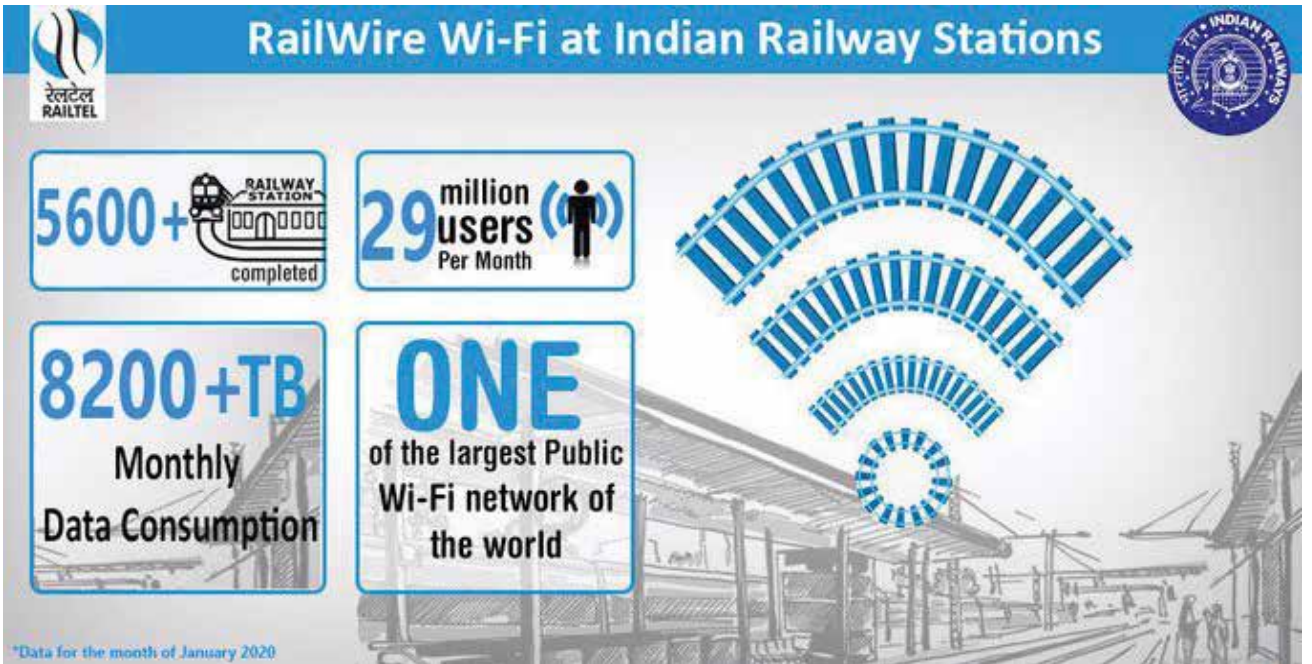 RailWire Wi-Fi at Indian Railway Stations
रेलटेल
RAILTEL
भारतीय रेल • INDIAN RAILWAYS
5600+
RAILWAY
STATION
completed
29 million
users
Per Month
8200+TB
Monthly
Data Consumption
ONE
of the largest Public
Wi-Fi network of
the world
*Data for the month of January 2020